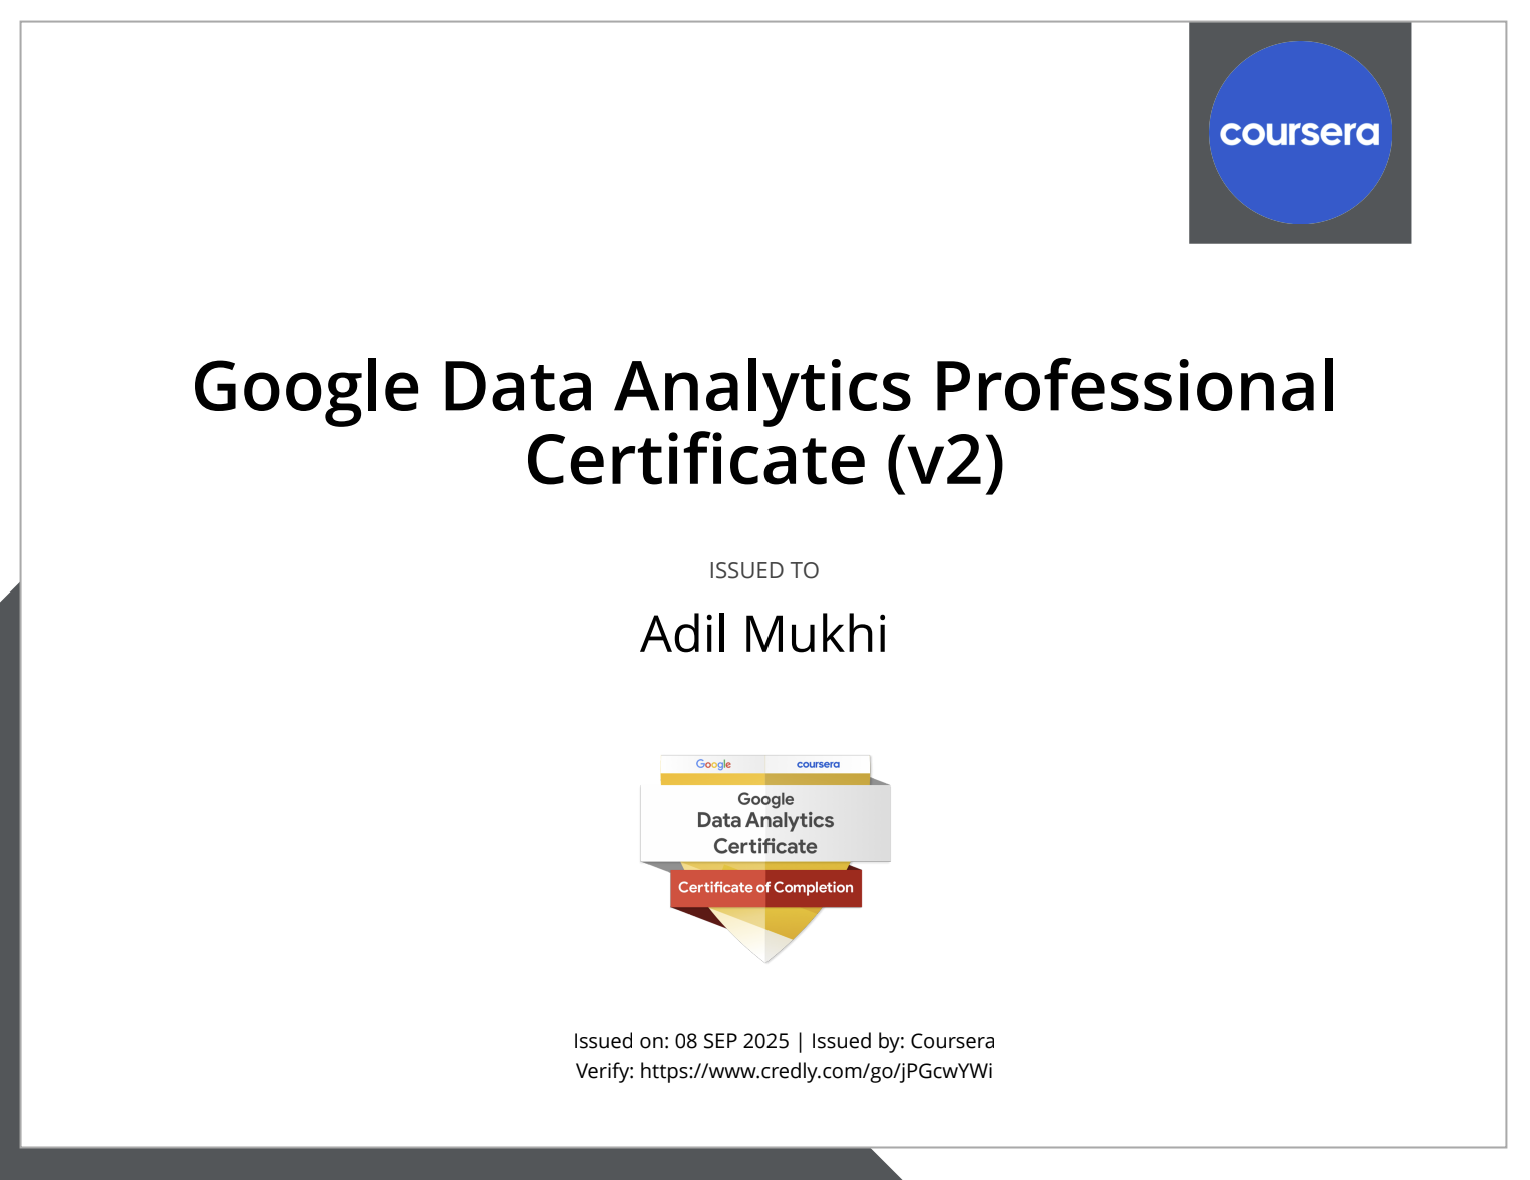 coursera
Google Data Analytics Professional
Certificate (v2)
ISSUED TO
Adil Mukhi
Google coursera
Google
Data Analytics
Certificate
Certificate of Completion
Issued on: 08 SEP 2025 | Issued by: Coursera
Verify: https://www.credly.com/go/jPGcwYWi